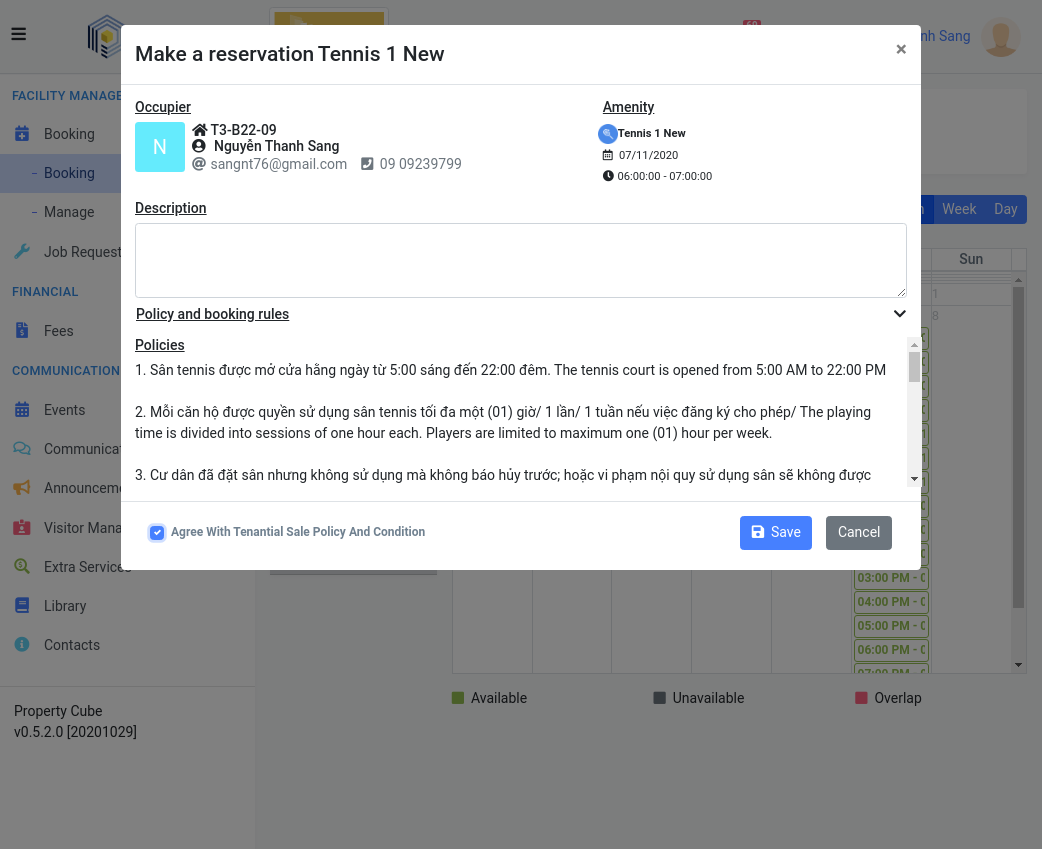 Make a reservation Tennis 1 New
×
Occupier
N
T3-B22-09
Nguyễn Thanh Sang
sangnt76@gmail.com 09 09239799
Amenity
Tennis 1 New
07/11/2020
06:00:00 - 07:00:00
Description
Policy and booking rules
Policies
1. Sân tennis được mở cửa hằng ngày từ 5:00 sáng đến 22:00 đêm. The tennis court is opened from 5:00 AM to 22:00 PM
2. Mỗi căn hộ được quyền sử dụng sân tennis tối đa một (01) giờ/ 1 lần/ 1 tuần nếu việc đăng ký cho phép/ The playing
time is divided into sessions of one hour each. Players are limited to maximum one (01) hour per week.
3. Cư dân đã đặt sân nhưng không sử dụng mà không báo hủy trước; hoặc vi phạm nội quy sử dụng sân sẽ không được
Agree With Tenantial Sale Policy And Condition
Save
Cancel
nh Sang
FACILITY MANAGE
Booking
Booking
Manage
Job Request
FINANCIAL
Fees
COMMUNICATION
Events
Communicat
Announceme
Visitor Mana
Extra Services
Library
Contacts
Property Cube
v0.5.2.0 [20201029]
Week
Day
Sun
1
8
03:00 PM - 0
04:00 PM - 0
05:00 PM - 0
06:00 PM - 0
07:00 PM - 0
Available
Unavailable
Overlap